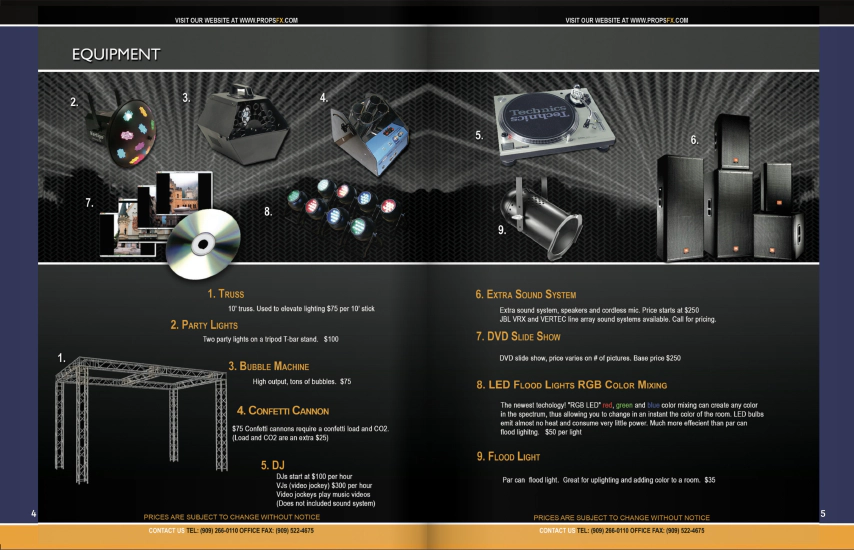 VISIT OUR WEBSITE AT WWW.PROPSFX.COM
VISIT OUR WEBSITE AT WWW.PROPSFX.COM
EQUIPMENT
2.
3.
4.
5.
6.
7.
8.
9.
Technics
Technics
1. TRUSS
10' truss. Used to elevate lighting $75 per 10' stick
2. PARTY LIGHTS
Two party lights on a tripod T-bar stand. $100
1.
3. BUBBLE MACHINE
High output, tons of bubbles. $75
4. CONFETTI CANNON
$75 Confetti cannons require a confetti load and CO2.
(Load and CO2 are an extra $25)
5. DJ
DJs start at $100 per hour
VJs (video jockey) $300 per hour
Video jockeys play music videos
(Does not included sound system)
PRICES ARE SUBJECT TO CHANGE WITHOUT NOTICE
4
CONTACT US TEL: (909) 266-0110 OFFICE FAX: (909) 522-4675
6. EXTRA SOUND SYSTEM
Extra sound system, speakers and cordless mic. Price starts at $250
JBL VRX and VERTEC line array sound systems available. Call for pricing.
7. DVD SLIDE SHOW
DVD slide show, price varies on # of pictures. Base price $250
8. LED FLOOD LIGHTS RGB COLOR MIXING
The newest techology! "RGB LED" red, green and blue color mixing can create any color
in the spectrum, thus allowing you to change in an instant the color of the room. LED bulbs
emit almost no heat and consume very little power. Much more effecient than par can
flood lighitng. $50 per light
9. FLOOD LIGHT
Par can flood light. Great for uplighting and adding color to a room. $35
PRICES ARE SUBJECT TO CHANGE WITHOUT NOTICE
5
CONTACT US TEL: (909) 266-0110 OFFICE FAX: (909) 522-4675